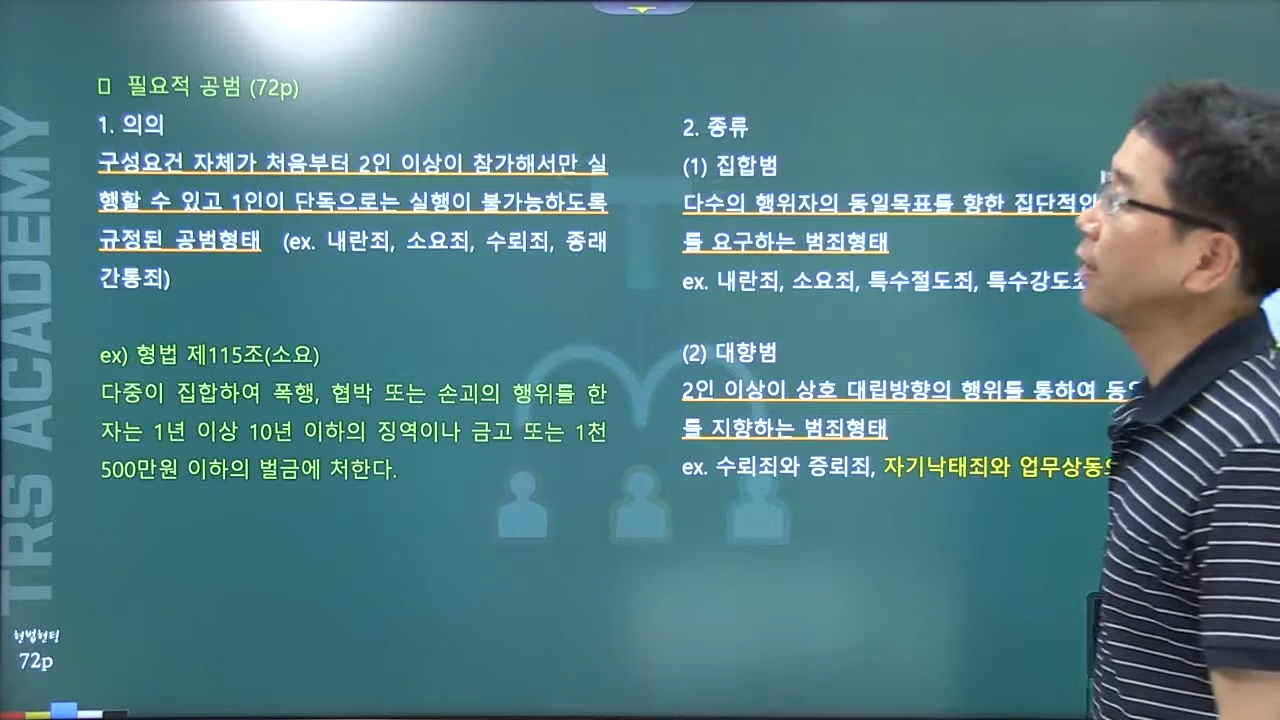 필요적 공범 (72p)
1. 의의
구성요건 자체가 처음부터 2인 이상이 참가해서만 실
행할 수 있고 1인이 단독으로는 실행이 불가능하도록
규정된 공범형태 (ex. 내란죄, 소요죄, 수뢰죄, 종래
간통죄)
ex) 형법 제115조(소요)
다중이 집합하여 폭행, 협박 또는 손괴의 행위를 한
자는 1년 이상 10년 이하의 징역이나 금고 또는 1천
500만원 이하의 벌금에 처한다.
2. 종류
(1) 집합범
다수의 행위자의 동일목표를 향한 집단적인
를 요구하는 범죄형태
ex. 내란죄, 소요죄, 특수절도죄, 특수강도죄
(2) 대향범
2인 이상이 상호 대립방향의 행위를 통하여
를 지향하는 범죄형태
ex. 수뢰죄와 증뢰죄, 자기낙태죄와
TRS ACADEMY
헌법헌팅
72p